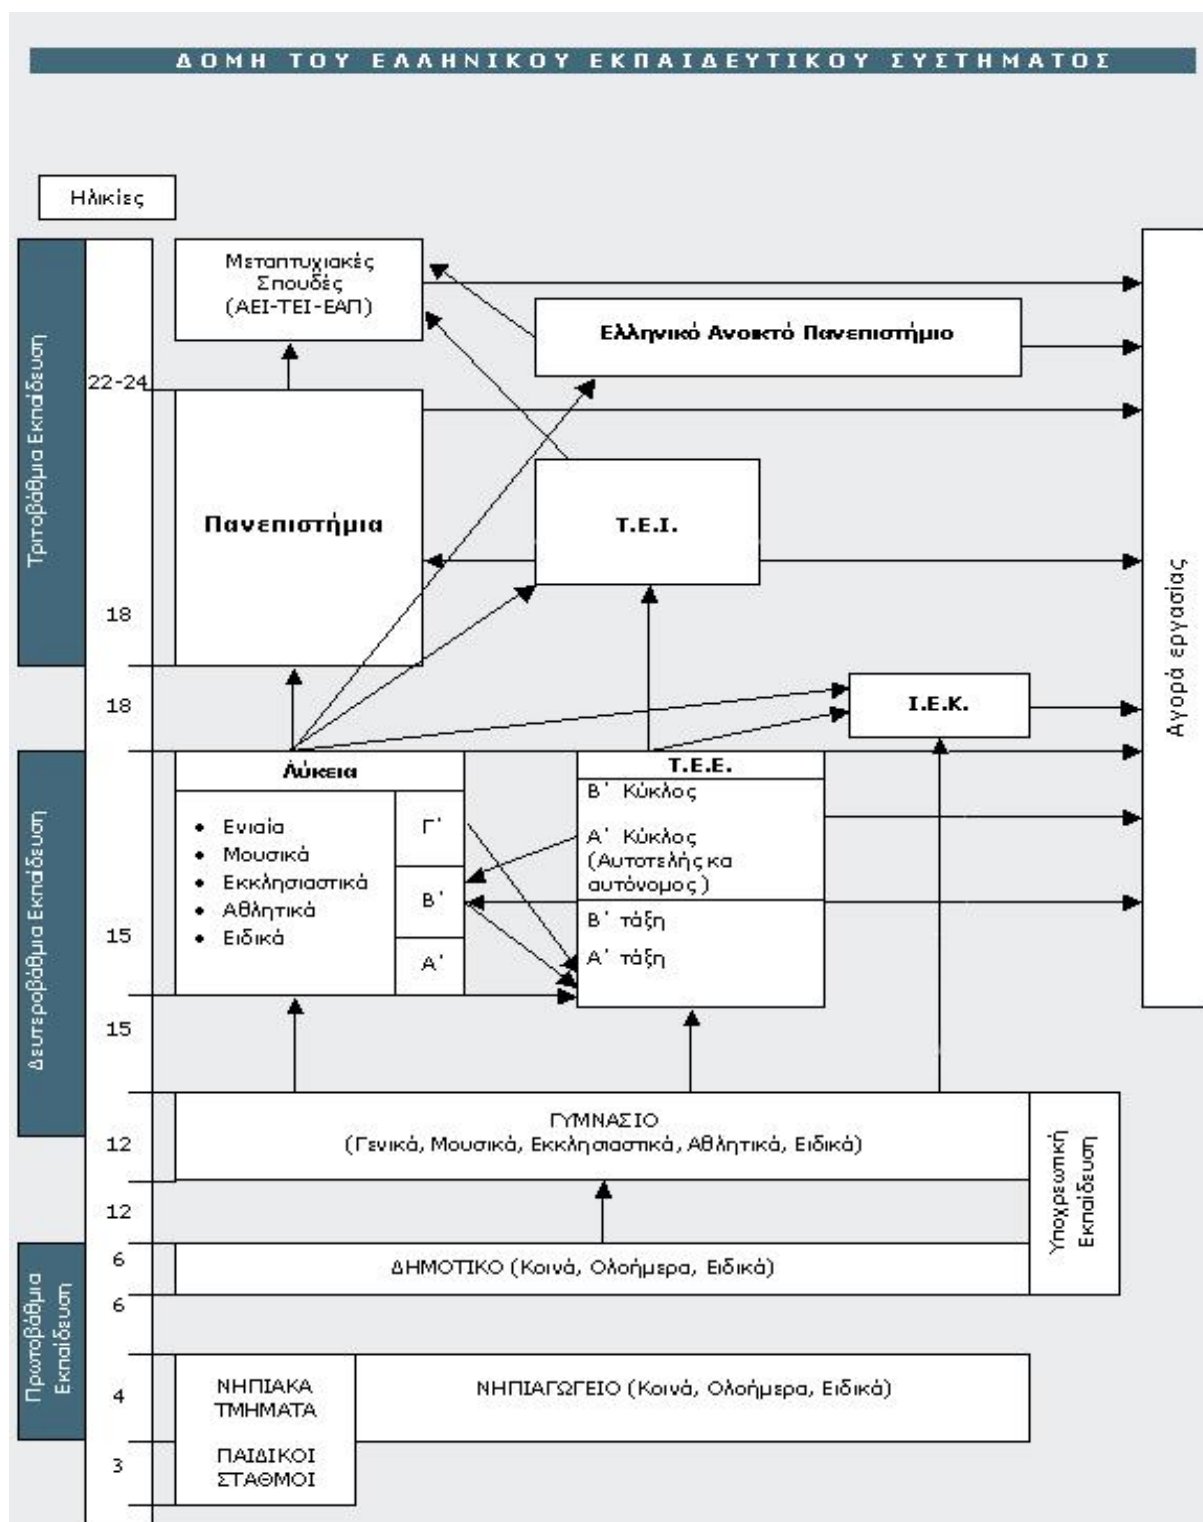 ΔΟΜΗ ΤΟΥ ΕΛΛΗΝΙΚΟΥ ΕΚΠΑΙΔΕΥΤΙΚΟΥ ΣΥΣΤΗΜΑΤΟΣ
Ηλικίες
Τριτοβάθμια Εκπαίδευση
Μεταπτυχιακές
Σπουδές
(ΑΕΙ-ΤΕΙ-ΕΑΠ)
Ελληνικό Ανοικτό Πανεπιστήμιο
22-24
Πανεπιστήμια
Τ.Ε.Ι.
18
Αγορά εργασίας
18
Ι.Ε.Κ.
Δευτεροβάθμια Εκπαίδευση
Λύκεια
• Ενιαία
• Μουσικά
• Εκκλησιαστικά
• Αθλητικά
• Ειδικά
Γ'
Β'
Α'
Τ.Ε.Ε.
Β' Κύκλος
Α' Κύκλος
(Αυτοτελής κα
αυτόνομος)
Β' τάξη
Α' τάξη
15
15
ΓΥΜΝΑΣΙΟ
(Γενικά, Μουσικά, Εκκλησιαστικά, Αθλητικά, Ειδικά)
12
12
Υποχρεωτική
Εκπαίδευση
Πρωτοβάθμια
Εκπαίδευση
6
ΔΗΜΟΤΙΚΟ (Κοινά, Ολοήμερα, Ειδικά)
6
4
ΝΗΠΙΑΚΑ
ΤΜΗΜΑΤΑ
ΝΗΠΙΑΓΩΓΕΙΟ (Κοινά, Ολοήμερα, Ειδικά)
3
ΠΑΙΔΙΚΟΙ
ΣΤΑΘΜΟΙ